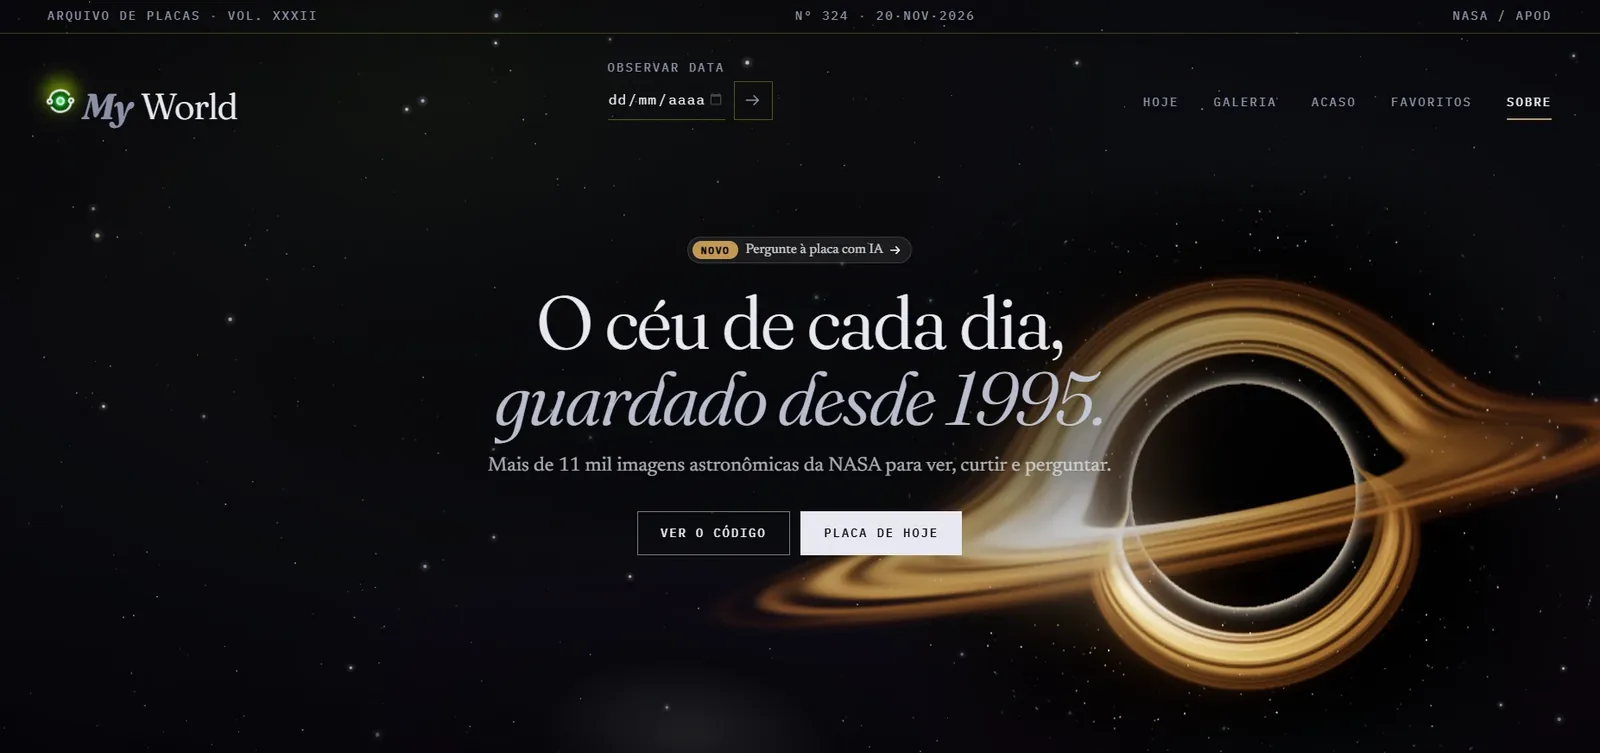 ARQUIVO DE PLACAS · VOL. XXXII
Nº 324 · 20·NOV·2026
NASA / APOD
My World
OBSERVAR DATA
dd/mm/aaaa
→
HOJE
GALERIA
ACASO
FAVORITOS
SOBRE
NOVO Pergunte à placa com IA →
O céu de cada dia,
guardado desde 1995.
Mais de 11 mil imagens astronômicas da NASA para ver, curtir e perguntar.
VER O CÓDIGO
PLACA DE HOJE